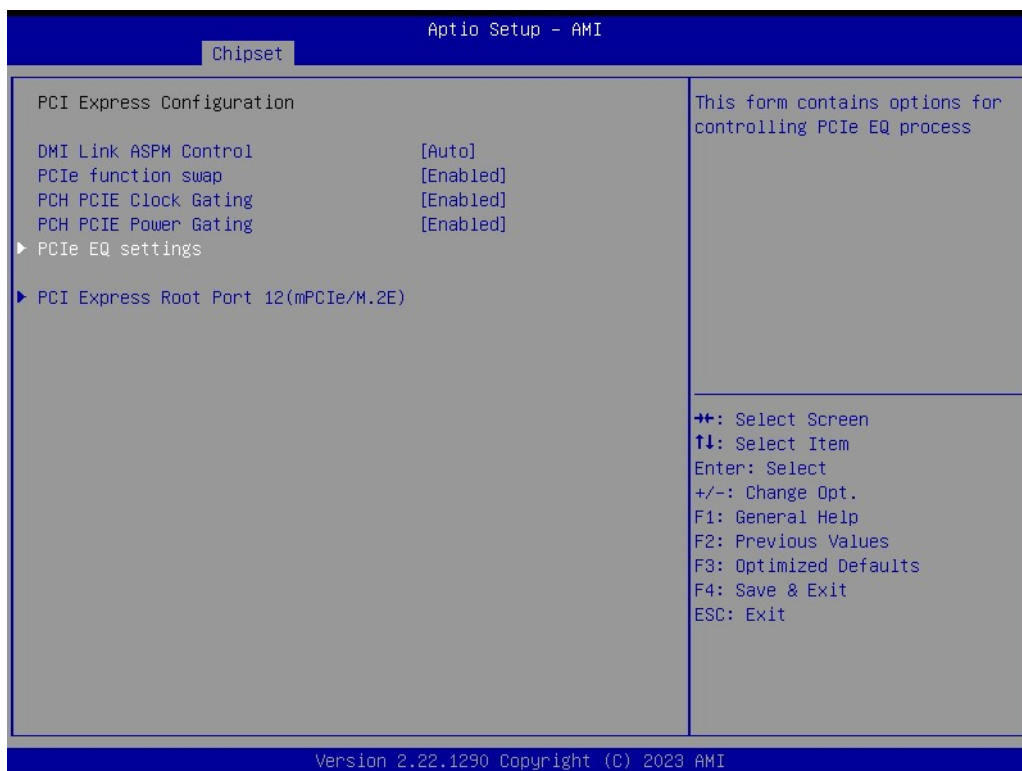 Aptio Setup – AMI
Chipset
PCI Express Configuration
DMI Link ASPM Control [Auto]
PCIe function swap [Enabled]
PCH PCIE Clock Gating [Enabled]
PCH PCIE Power Gating [Enabled]
▶ PCIe EQ settings
▶ PCI Express Root Port 12(mPCIe/M.2E)
This form contains options for
controlling PCIe EQ process
→←: Select Screen
↑↓: Select Item
Enter: Select
+/-: Change Opt.
F1: General Help
F2: Previous Values
F3: Optimized Defaults
F4: Save & Exit
ESC: Exit
Version 2.22.1290 Copyright (C) 2023 AMI